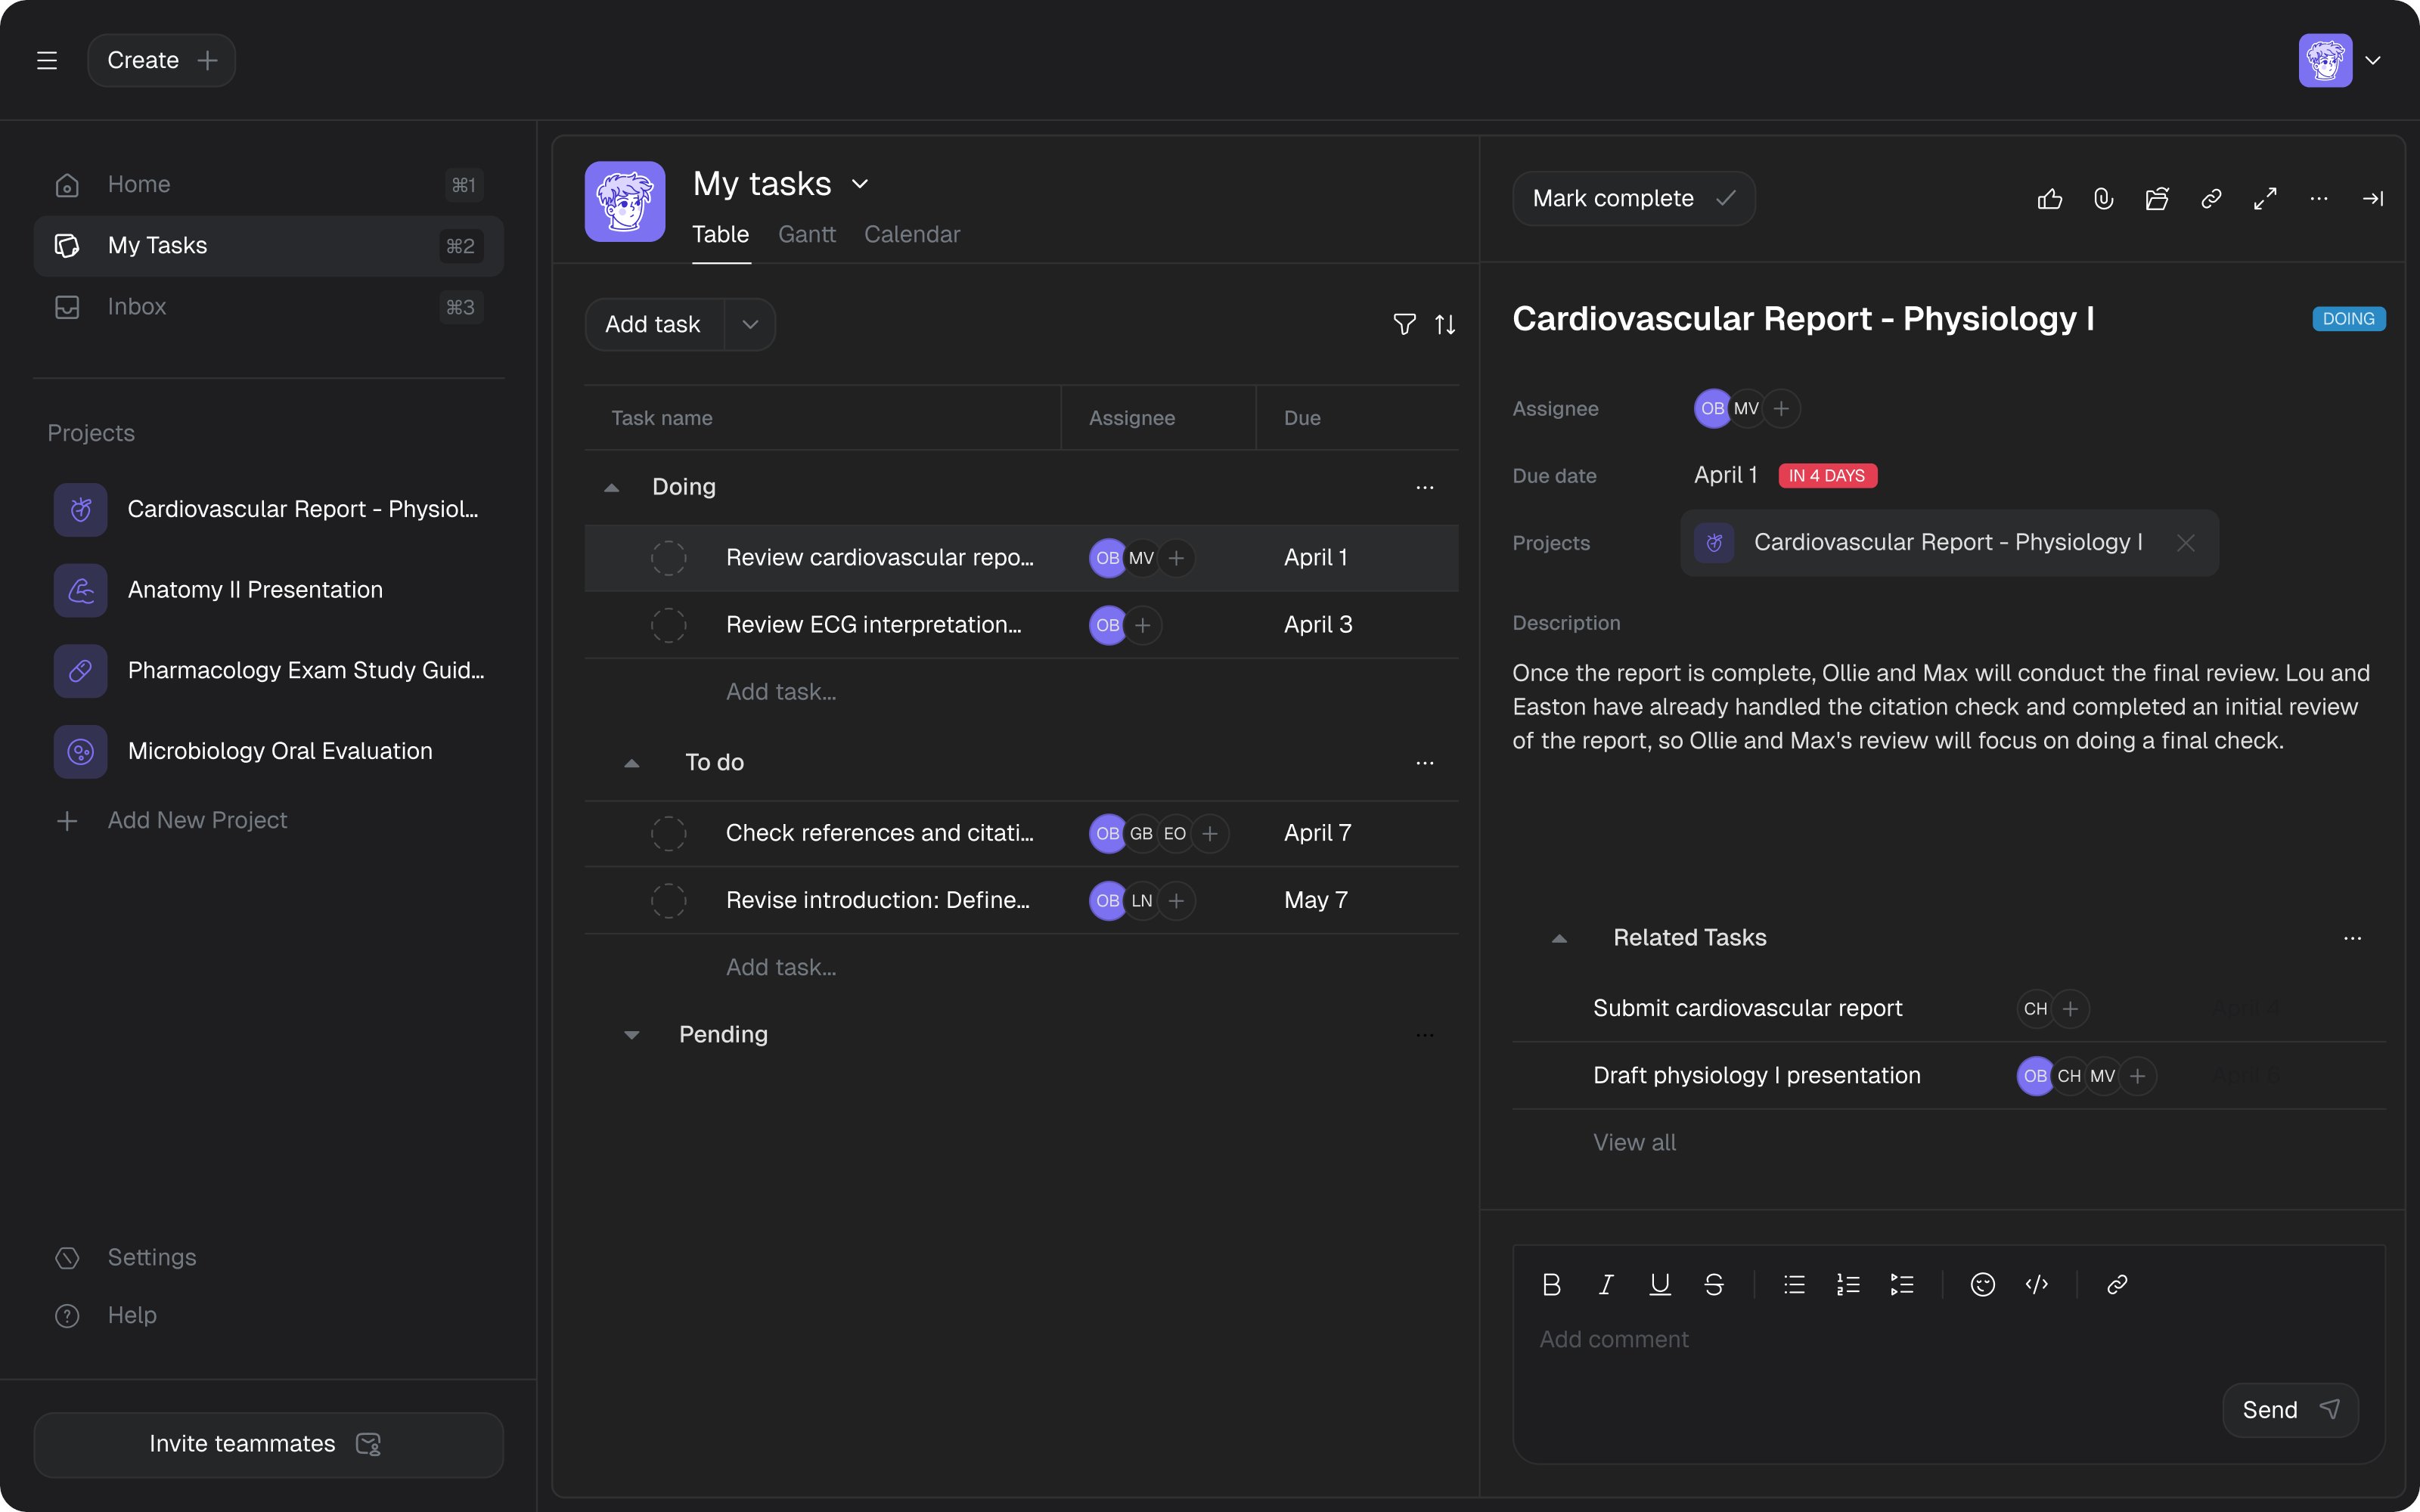 Create
Home ⌘1
My Tasks ⌘2
Inbox ⌘3
Projects
Cardiovascular Report - Physiol...
Anatomy II Presentation
Pharmacology Exam Study Guid...
Microbiology Oral Evaluation
Add New Project
Settings
Help
Invite teammates
My tasks
Table Gantt Calendar
Add task
Task name Assignee Due
Doing
Review cardiovascular repo... OB MV April 1
Review ECG interpretation... OB April 3
Add task...
To do
Check references and citati... OB GB EO April 7
Revise introduction: Define... OB LN May 7
Add task...
Pending
Mark complete
Cardiovascular Report - Physiology I DOING
Assignee OB MV
Due date April 1 IN 4 DAYS
Projects Cardiovascular Report - Physiology I
Description
Once the report is complete, Ollie and Max will conduct the final review. Lou and
Easton have already handled the citation check and completed an initial review
of the report, so Ollie and Max's review will focus on doing a final check.
Related Tasks
Submit cardiovascular report CH
Draft physiology I presentation OB CH MV
View all
B I U S
Add comment
Send